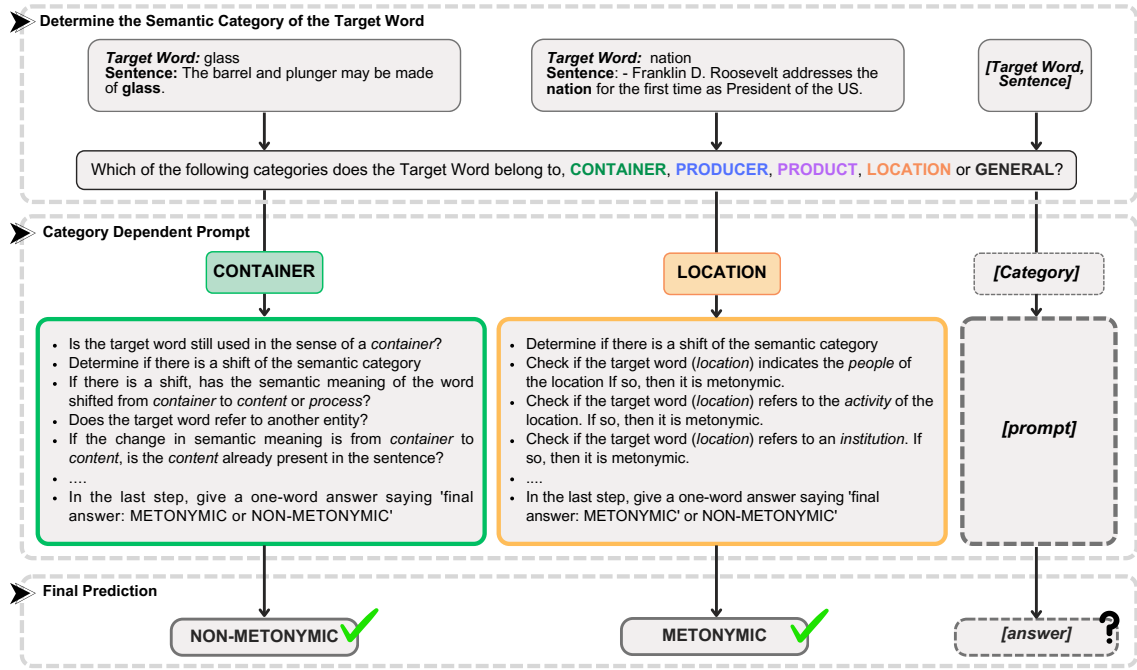 Determine the Semantic Category of the Target Word
Target Word: glass
Sentence: The barrel and plunger may be made
of glass.
Target Word: nation
Sentence: - Franklin D. Roosevelt addresses the
nation for the first time as President of the US.
[Target Word,
Sentence]
Which of the following categories does the Target Word belong to, CONTAINER, PRODUCER, PRODUCT, LOCATION or GENERAL?
Category Dependent Prompt
CONTAINER
LOCATION
[Category]
• Is the target word still used in the sense of a container?
• Determine if there is a shift of the semantic category
• If there is a shift, has the semantic meaning of the word
shifted from container to content or process?
• Does the target word refer to another entity?
• If the change in semantic meaning is from container to
content, is the content already present in the sentence?
• ....
• In the last step, give a one-word answer saying 'final
answer: METONYMIC or NON-METONYMIC'
• Determine if there is a shift of the semantic category
• Check if the target word (location) indicates the people of
the location If so, then it is metonymic.
• Check if the target word (location) refers to the activity of the
location. If so, then it is metonymic.
• Check if the target word (location) refers to an institution. If
so, then it is metonymic.
• ....
• In the last step, give a one-word answer saying 'final
answer: METONYMIC' or NON-METONYMIC'
[prompt]
Final Prediction
NON-METONYMIC
METONYMIC
[answer]
?